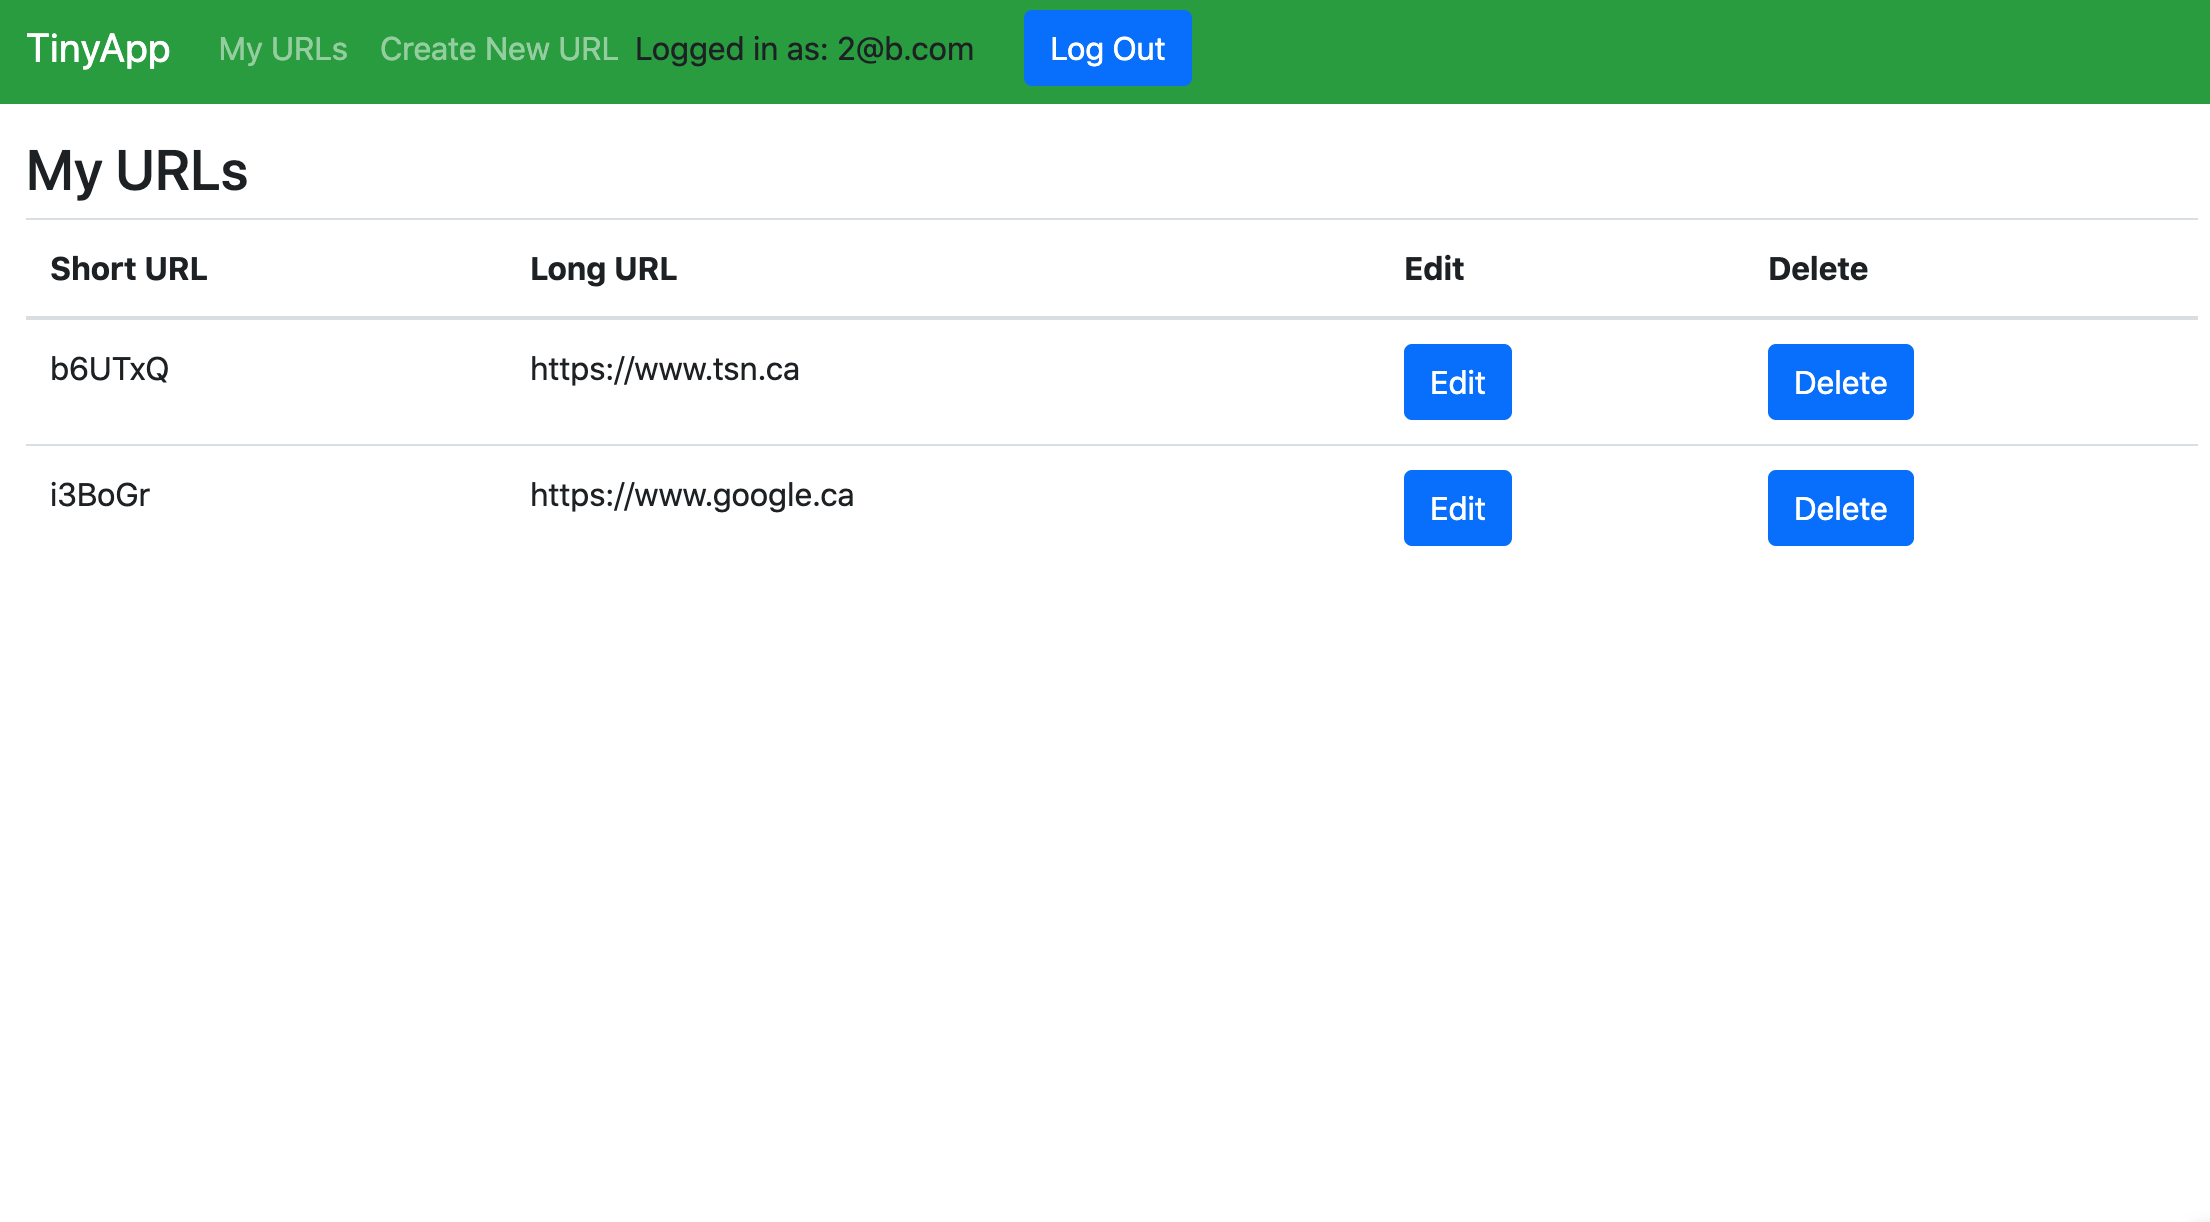 TinyApp My URLs Create New URL Logged in as: 2@b.com Log Out
My URLs
Short URL Long URL Edit Delete
b6UTxQ https://www.tsn.ca Edit Delete
i3BoGr https://www.google.ca Edit Delete